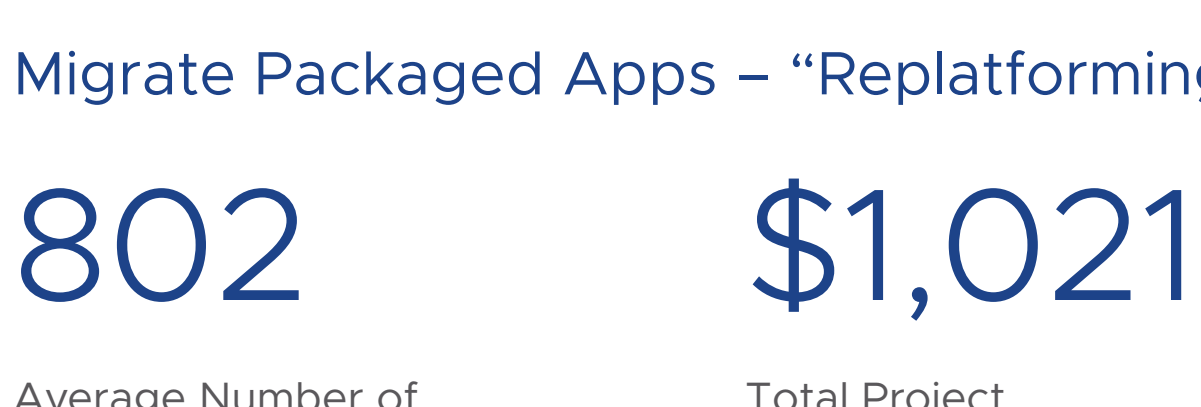 Migrate Packaged Apps – “Replatforming
802
$1,021
Average Number of
Total Project